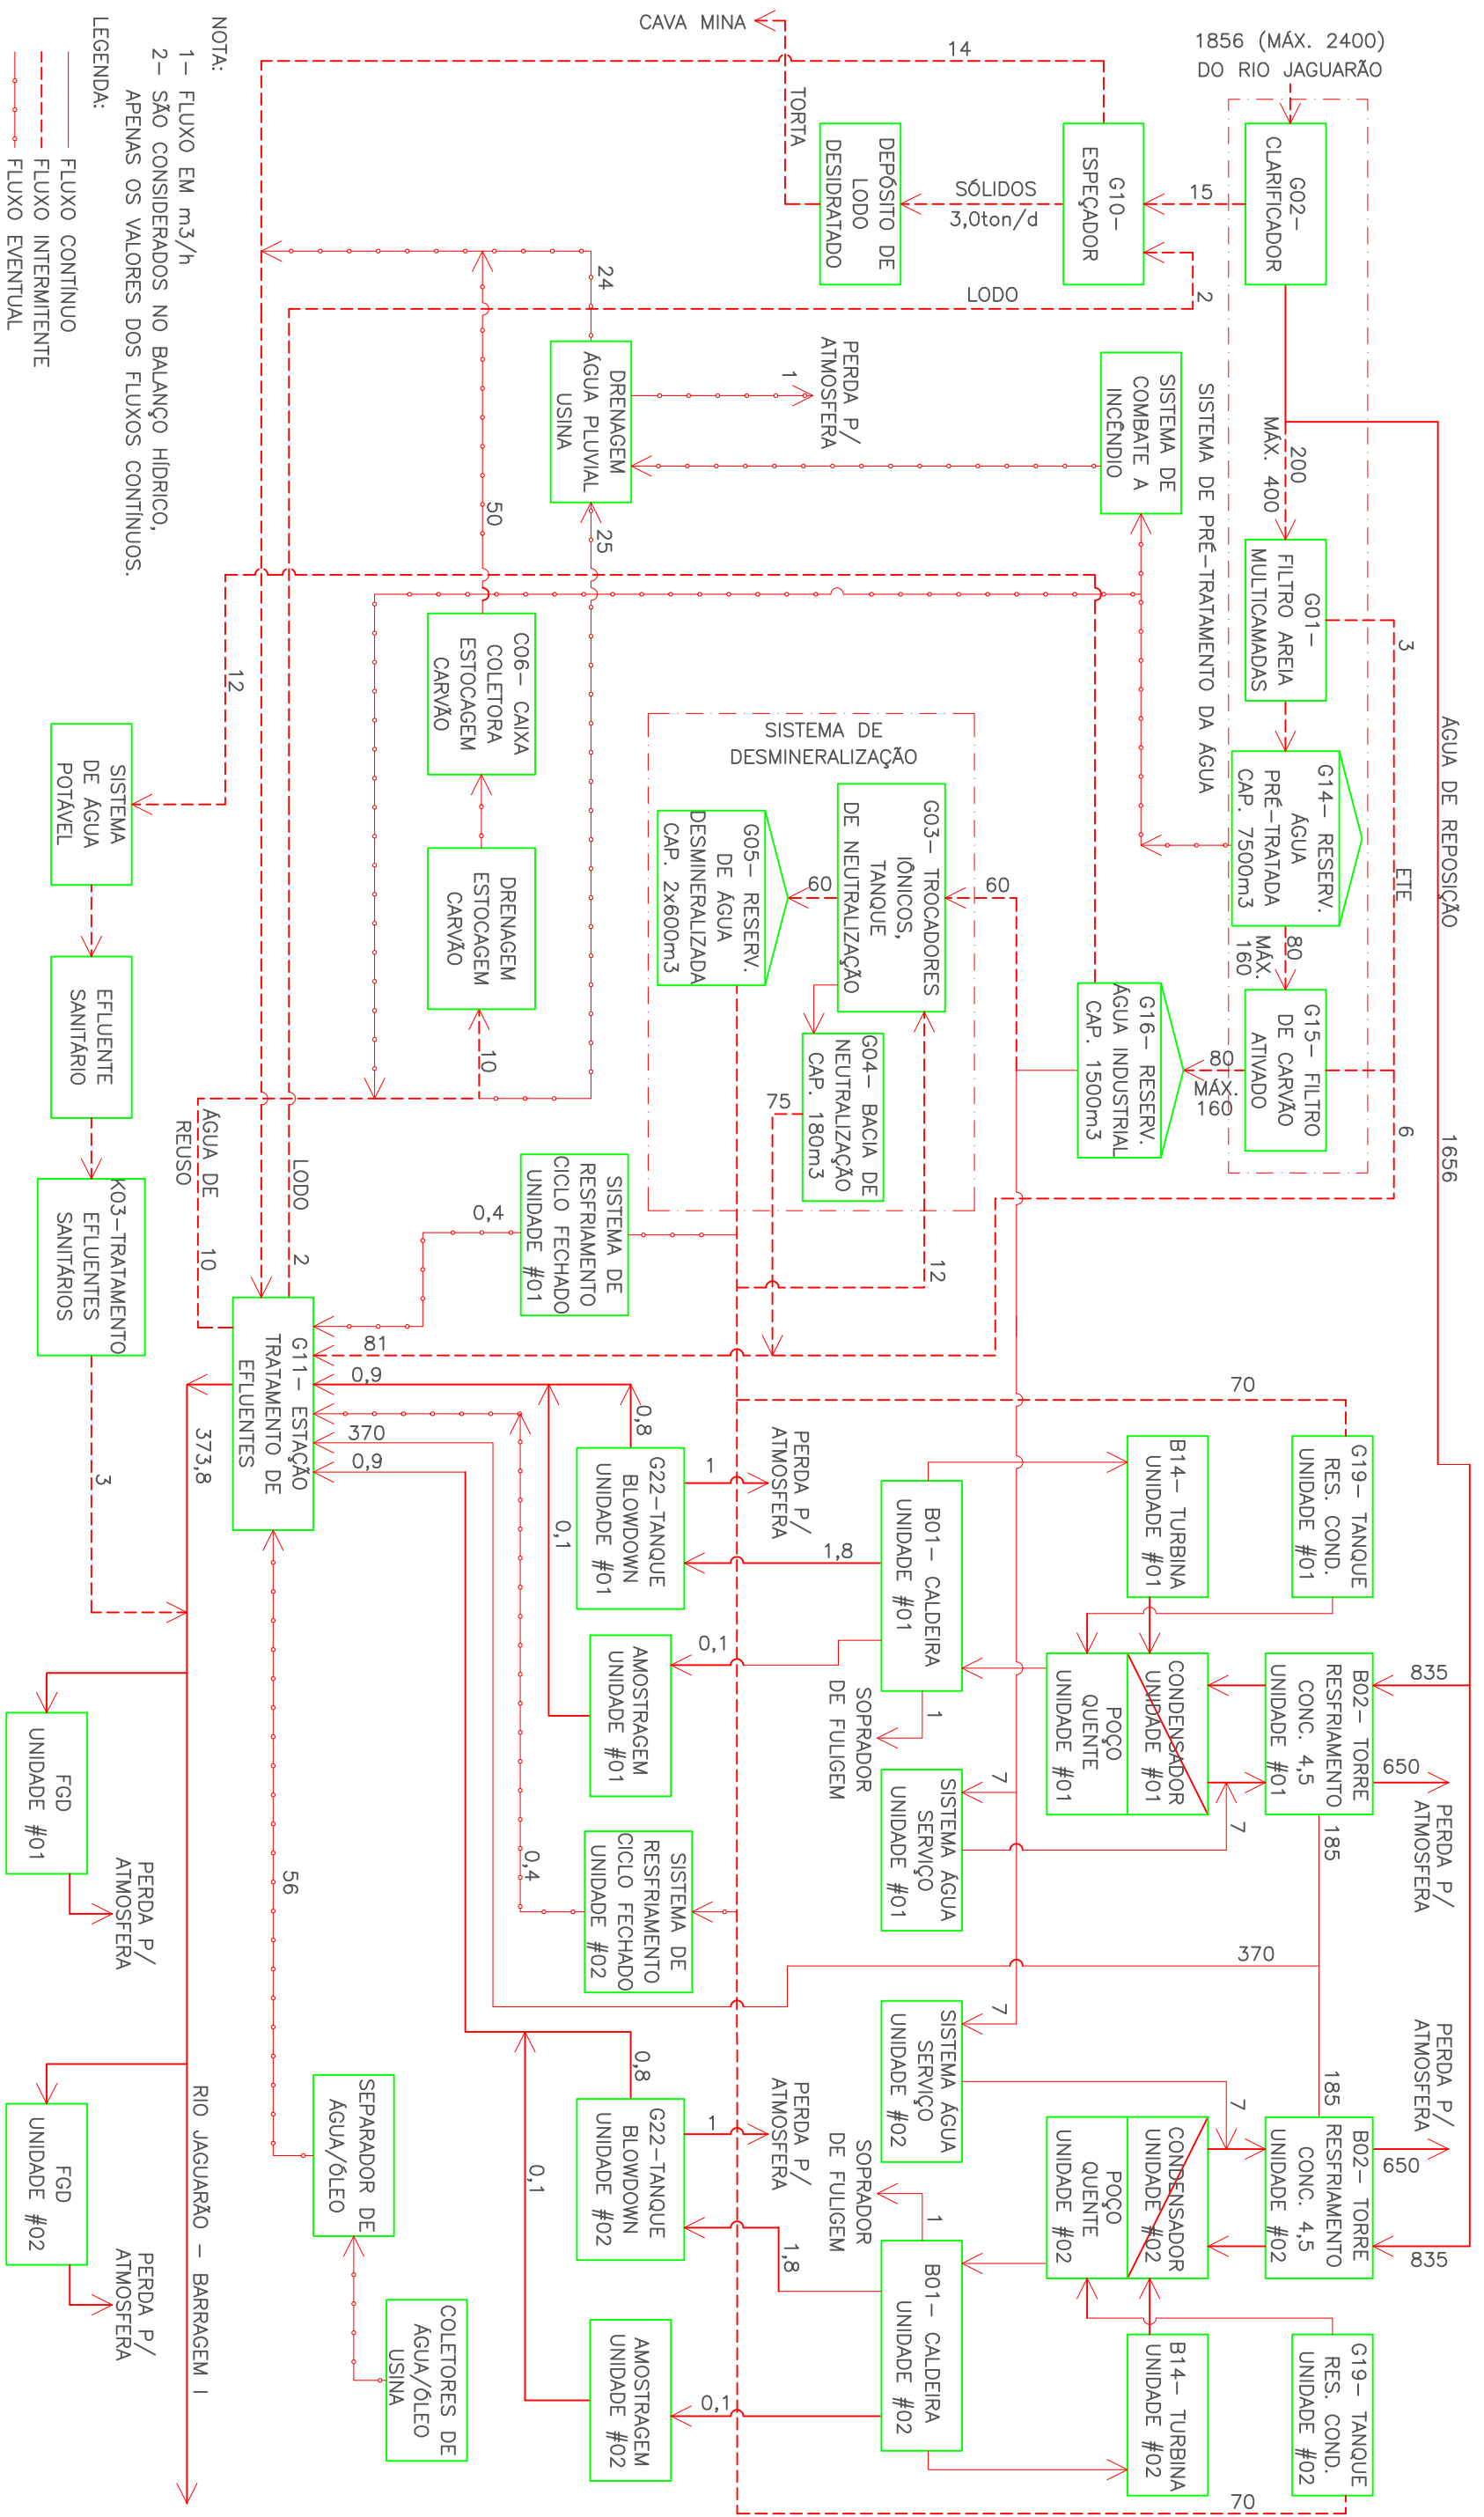 1856 (MÁX. 2400)
DO RIO JAGUARÃO
CAVA MINA
TORTA
14
G02-
CLARIFICADOR
15
G10-
ESPEÇADOR
SÓLIDOS
3,0ton/d
DEPÓSITO DE
LODO
DESIDRATADO
2
LODO
200
MÁX. 400
SISTEMA DE PRÉ-TRATAMENTO DA ÁGUA
G01-
FILTRO AREIA
MULTICAMADAS
3
ETE
6
ÁGUA DE REPOSIÇÃO
1656
G14- RESERV.
ÁGUA
PRÉ-TRATADA
CAP. 7500m3
80
MÁX.
160
G15- FILTRO
DE CARVÃO
ATIVADO
80
MÁX.
160
G16- RESERV.
ÁGUA INDUSTRIAL
CAP. 1500m3
SISTEMA DE
COMBATE A
INCÊNDIO
PERDA P/
ATMOSFERA
1
DRENAGEM
ÁGUA PLUVIAL
USINA
24
25
50
C06- CAIXA
COLETORA
ESTOCAGEM
CARVÃO
DRENAGEM
ESTOCAGEM
CARVÃO
10
SISTEMA DE
DESMINERALIZAÇÃO
G03- TROCADORES
IÔNICOS,
TANQUE
DE NEUTRALIZAÇÃO
60
60
G05- RESERV.
DE ÁGUA
DESMINERALIZADA
CAP. 2x600m3
G04- BACIA DE
NEUTRALIZAÇÃO
CAP. 180m3
75
12
12
SISTEMA
DE ÁGUA
POTÁVEL
EFLUENTE
SANITÁRIO
K03-TRATAMENTO
EFLUENTES
SANITÁRIOS
3
ÁGUA DE
REUSO
10
LODO
2
SISTEMA DE
RESFRIAMENTO
CICLO FECHADO
UNIDADE #01
0,4
G11- ESTAÇÃO
TRATAMENTO DE
EFLUENTES
81
0,9
370
0,9
373,8
56
G22-TANQUE
BLOWDOWN
UNIDADE #01
0,8
1
PERDA P/
ATMOSFERA
0,1
1,8
AMOSTRAGEM
UNIDADE #01
0,1
B01- CALDEIRA
UNIDADE #01
1
SOPRADOR
DE FULIGEM
B14- TURBINA
UNIDADE #01
G19- TANQUE
RES. COND.
UNIDADE #01
70
CONDENSADOR
UNIDADE #01
POÇO
QUENTE
UNIDADE #01
B02- TORRE
RESFRIAMENTO
CONC. 4,5
UNIDADE #01
835
650
PERDA P/
ATMOSFERA
185
7
7
SISTEMA ÁGUA
SERVIÇO
UNIDADE #01
SISTEMA DE
RESFRIAMENTO
CICLO FECHADO
UNIDADE #02
0,4
370
7
SISTEMA ÁGUA
SERVIÇO
UNIDADE #02
7
185
B02- TORRE
RESFRIAMENTO
CONC. 4,5
UNIDADE #02
PERDA P/
ATMOSFERA
650
835
CONDENSADOR
UNIDADE #02
POÇO
QUENTE
UNIDADE #02
G19- TANQUE
RES. COND.
UNIDADE #02
70
B14- TURBINA
UNIDADE #02
B01- CALDEIRA
UNIDADE #02
1
SOPRADOR
DE FULIGEM
1,8
G22-TANQUE
BLOWDOWN
UNIDADE #02
0,8
1
PERDA P/
ATMOSFERA
0,1
AMOSTRAGEM
UNIDADE #02
0,1
SEPARADOR DE
ÁGUA/ÓLEO
COLETORES DE
ÁGUA/ÓLEO
USINA
FGD
UNIDADE #01
PERDA P/
ATMOSFERA
FGD
UNIDADE #02
PERDA P/
ATMOSFERA
RIO JAGUARÃO - BARRAGEM I
NOTA:
1- FLUXO EM m3/h
2- SÃO CONSIDERADOS NO BALANÇO HÍDRICO,
APENAS OS VALORES DOS FLUXOS CONTÍNUOS.
LEGENDA:
FLUXO CONTÍNUO
FLUXO INTERMITENTE
FLUXO EVENTUAL